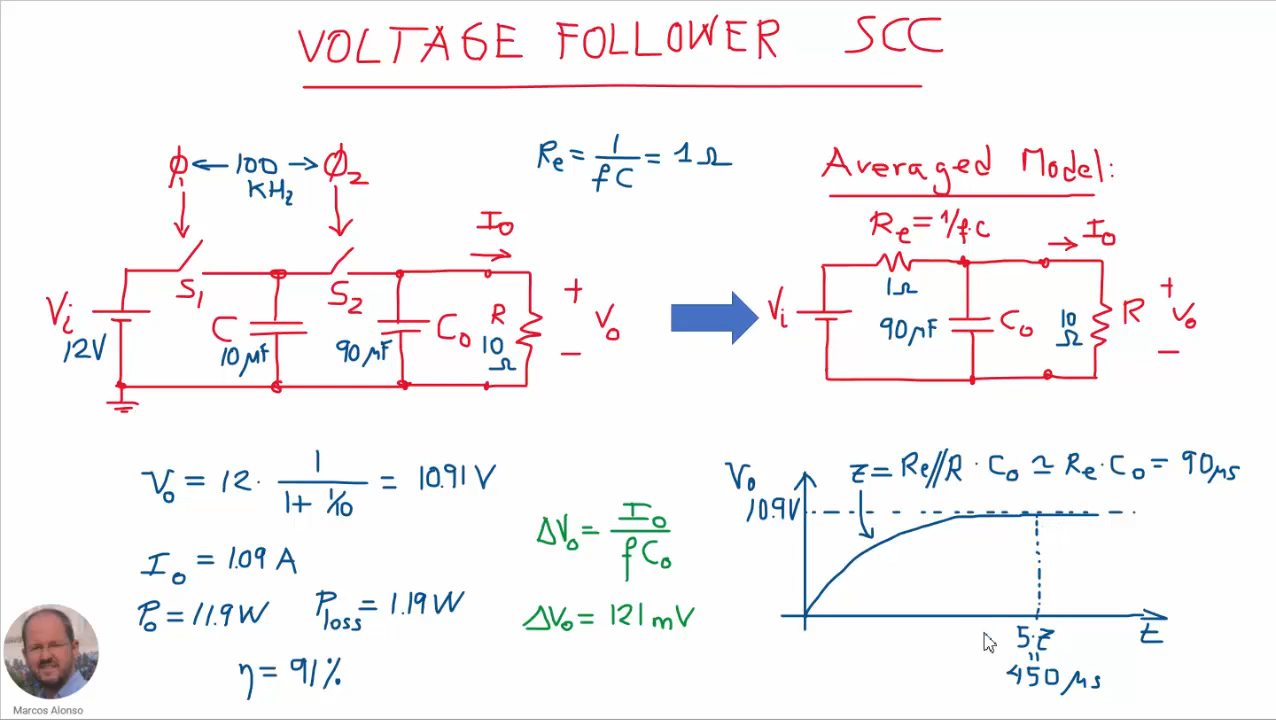 VOLTAGE FOLLOWER SCC
ϕ1 ← 100 KHz → ϕ2
Re = 1/fC = 1Ω
Averaged Model:
Re = 1/f·C
S1
S2
Io
Vi
12V
C
10μF
90μF
Co
R
10Ω
+
Vo
−
Vi
1Ω
90μF
Co
10Ω
R
Io
+
Vo
−
Vo = 12· 1/(1+1/10) = 10.91 V
Io = 1.09 A
Po = 11.9W
Ploss = 1.19W
η = 91%
ΔVo = Io/fCo
ΔVo = 121 mV
Vo
10.9V
τ = Re//R · Co ≃ Re·Co = 90μs
t
5·τ
"
450 μs
Marcos Alonso